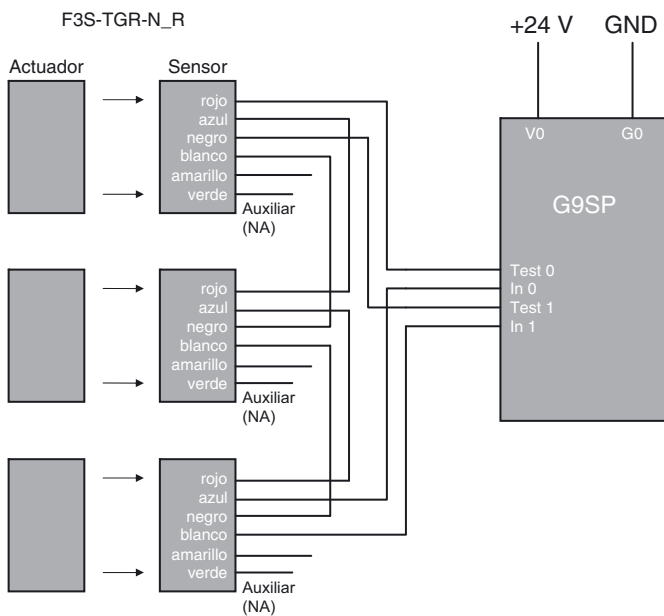 F3S-TGR-N_R
+24 V GND
Actuador Sensor
V0 G0
G9SP
rojo
azul
negro
blanco
amarillo
verde
Auxiliar
(NA)
Test 0
In 0
Test 1
In 1
rojo
azul
negro
blanco
amarillo
verde
Auxiliar
(NA)
rojo
azul
negro
blanco
amarillo
verde
Auxiliar
(NA)